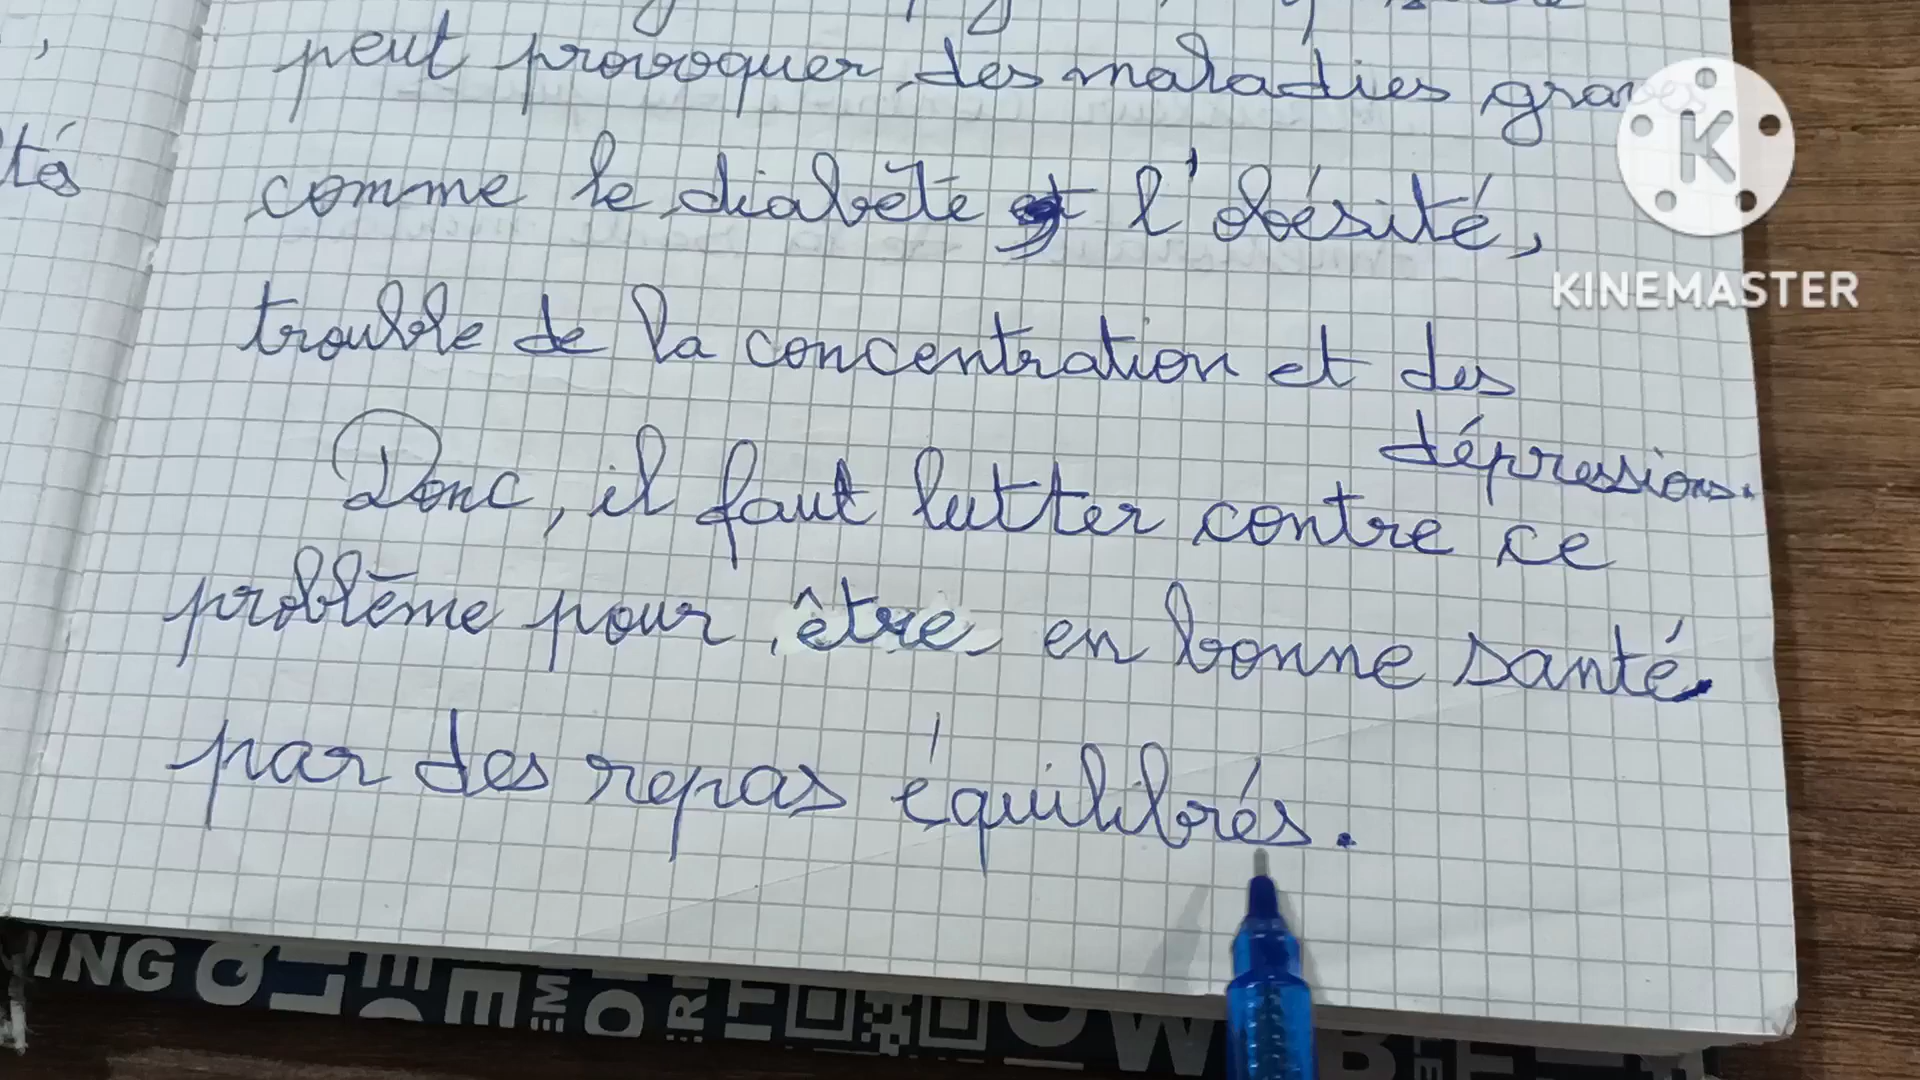 peut provoquer des maladies graves
comme le diabète et l'obésité,
trouble de la concentration et des
dépressions.
Donc, il faut lutter contre ce
problème pour être en bonne santé
par des repas équilibrés.
tés
KINEMASTER